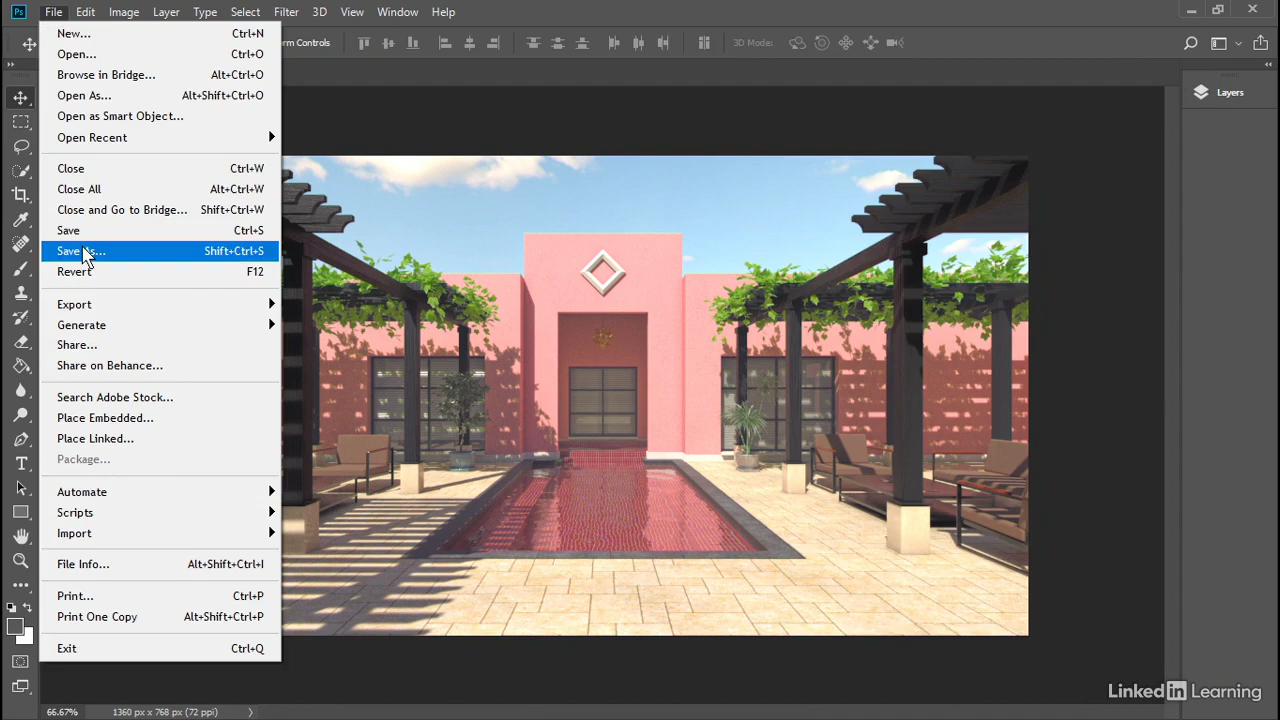 Ps File Edit Image Layer Type Select Filter 3D View Window Help
New... Ctrl+N
Open... Ctrl+O
Browse in Bridge... Alt+Ctrl+O
Open As... Alt+Shift+Ctrl+O
Open as Smart Object...
Open Recent
Close Ctrl+W
Close All Alt+Ctrl+W
Close and Go to Bridge... Shift+Ctrl+W
Save Ctrl+S
Save As... Shift+Ctrl+S
Revert F12
Export
Generate
Share...
Share on Behance...
Search Adobe Stock...
Place Embedded...
Place Linked...
Package...
Automate
Scripts
Import
File Info... Alt+Shift+Ctrl+I
Print... Ctrl+P
Print One Copy Alt+Shift+Ctrl+P
Exit Ctrl+Q
Controls 3D Mode:
Layers
66.67% 1360 px x 768 px (72 ppi)
LinkedIn Learning